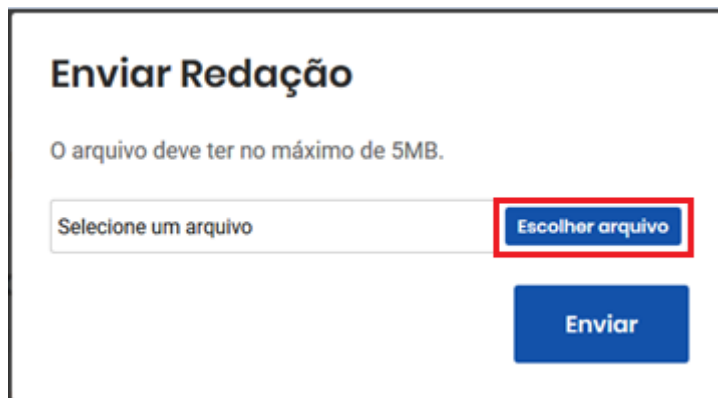 Enviar Redação
O arquivo deve ter no máximo de 5MB.
Selecione um arquivo
Escolher arquivo
Enviar